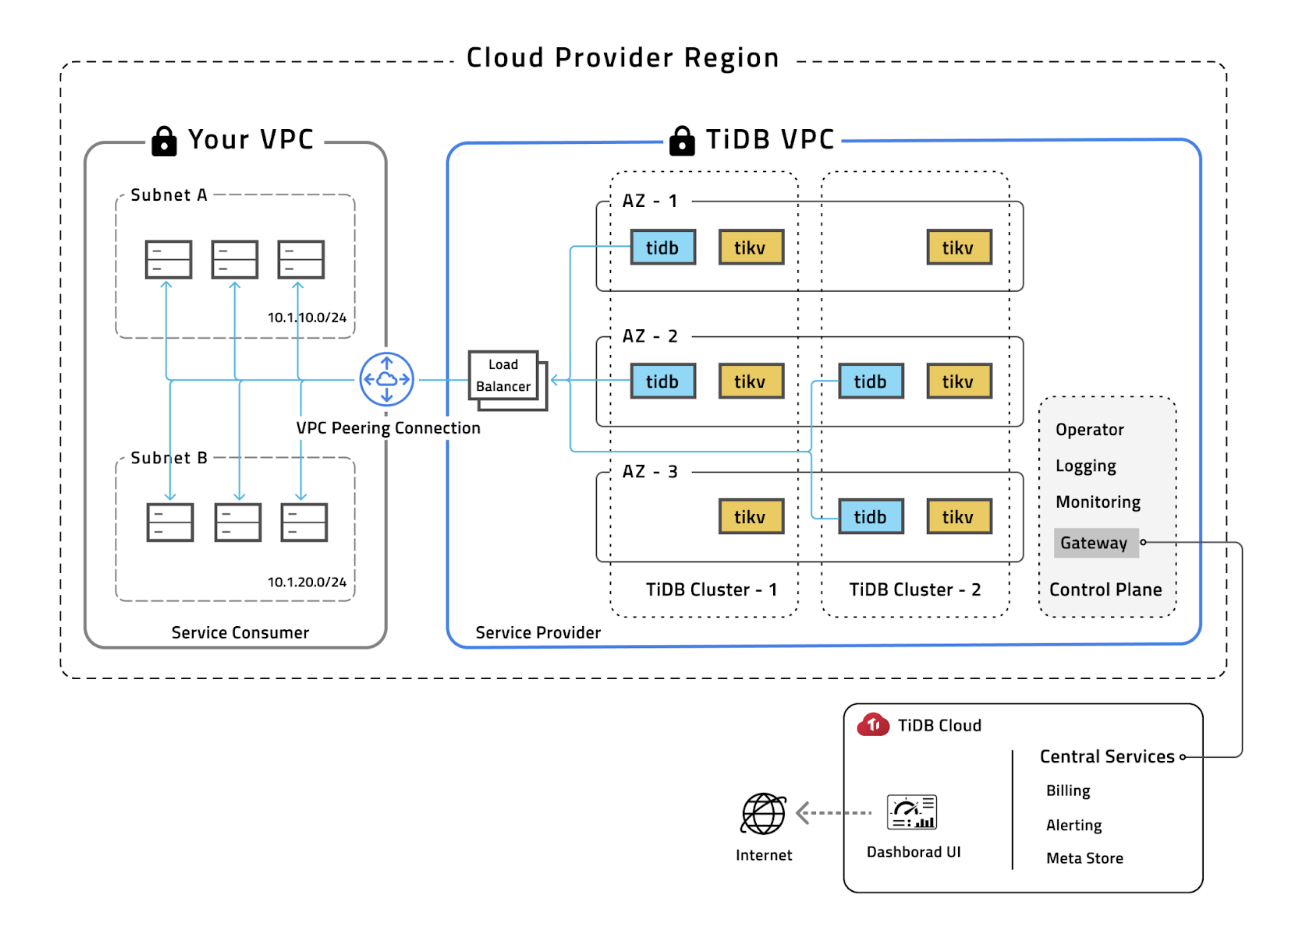 Cloud Provider Region
Your VPC
Subnet A
10.1.10.0/24
VPC Peering Connection
Subnet B
10.1.20.0/24
Service Consumer
TiDB VPC
Load
Balancer
AZ - 1
tidb
tikv
tikv
AZ - 2
tidb
tikv
tidb
tikv
AZ - 3
tikv
tidb
tikv
TiDB Cluster - 1
TiDB Cluster - 2
Service Provider
Operator
Logging
Monitoring
Gateway
Control Plane
TiDB Cloud
Central Services
Billing
Alerting
Meta Store
Dashborad UI
Internet